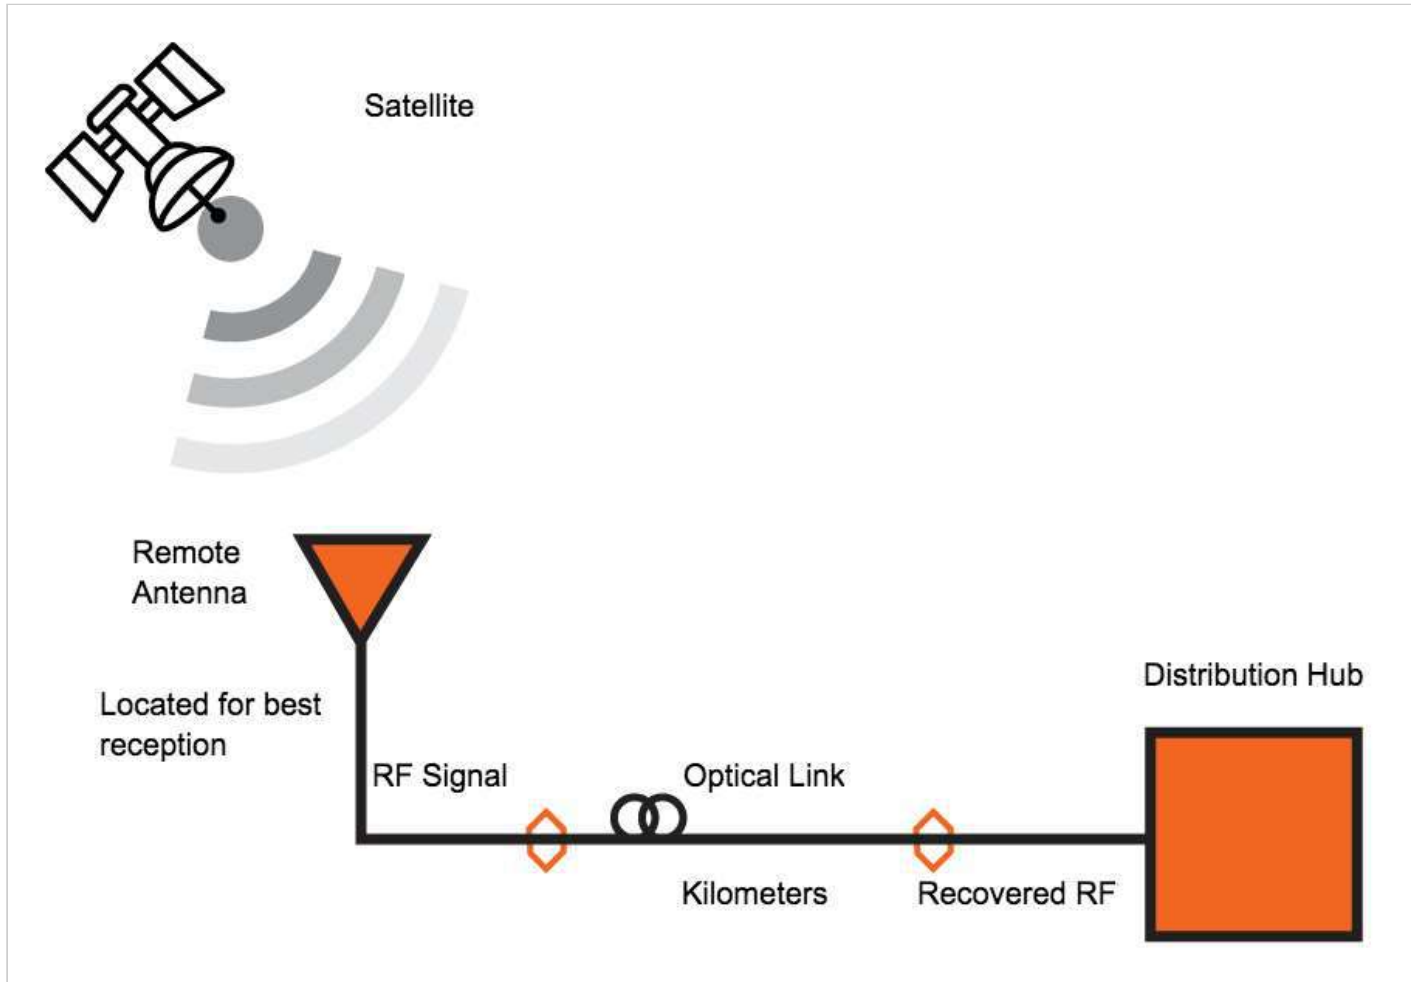 Satellite
Remote
Antenna
Located for best
reception
Distribution Hub
RF Signal
Optical Link
Kilometers
Recovered RF